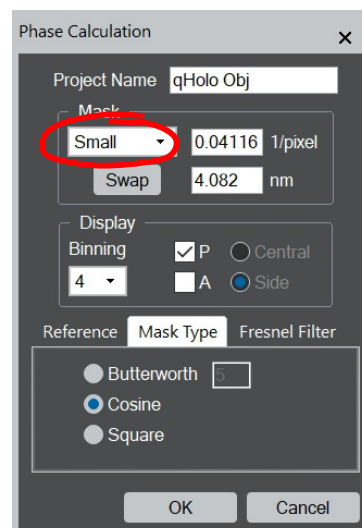 Phase Calculation
Project Name qHolo Obj
Mask
Small 0.04116 1/pixel
Swap 4.082 nm
Display
Binning P Central
4 A Side
Reference Mask Type Fresnel Filter
Butterworth 5
Cosine
Square
OK Cancel